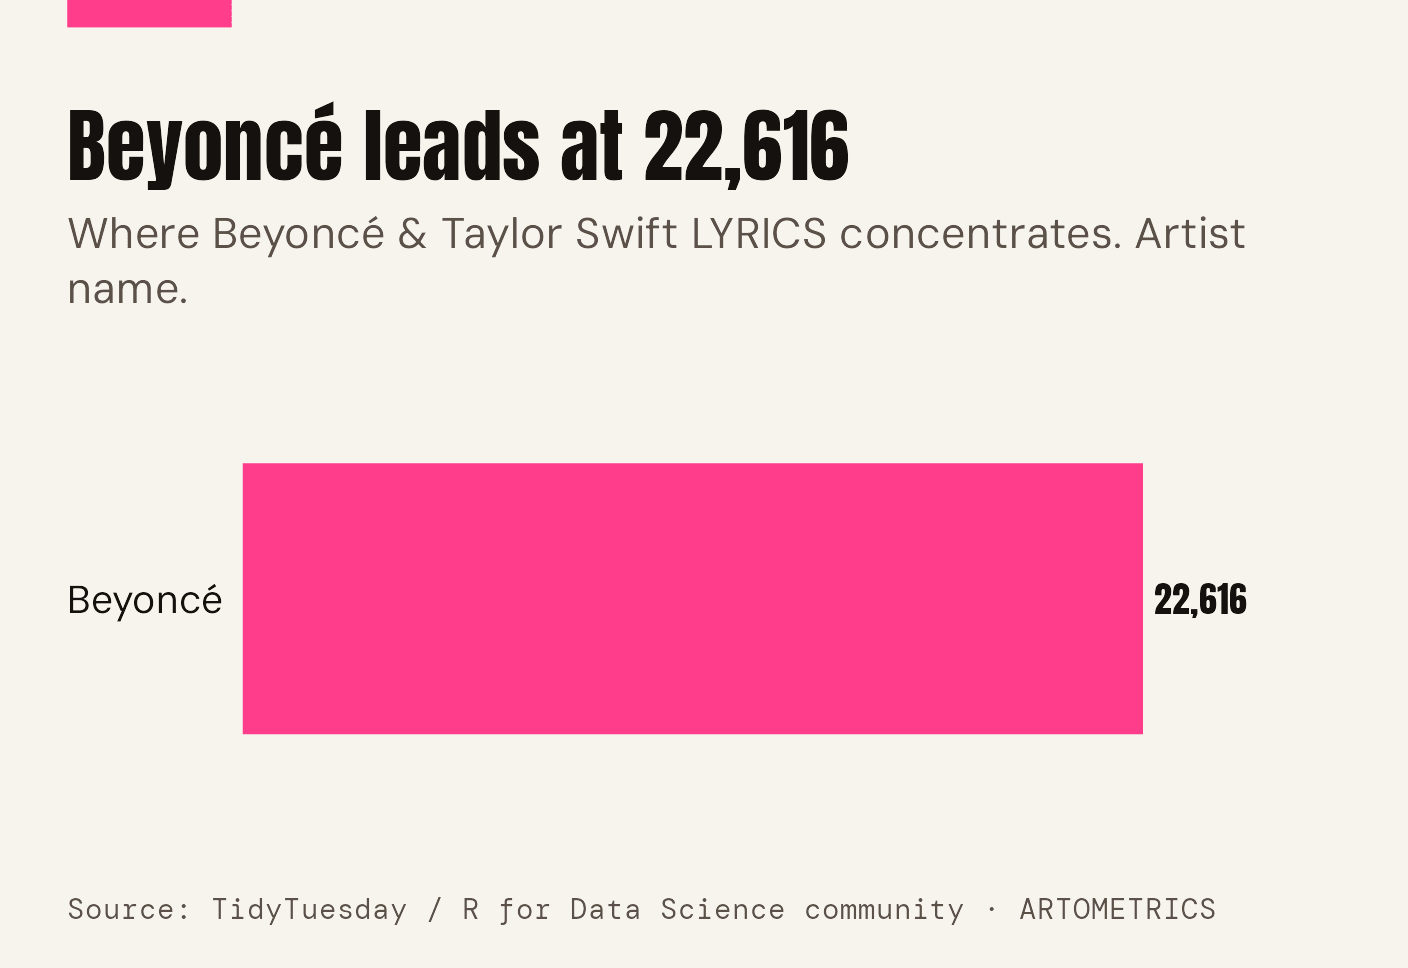 Beyoncé leads at 22,616
Where Beyoncé & Taylor Swift LYRICS concentrates. Artist
name.
Beyoncé
22,616
Source: TidyTuesday / R for Data Science community · ARTOMETRICS